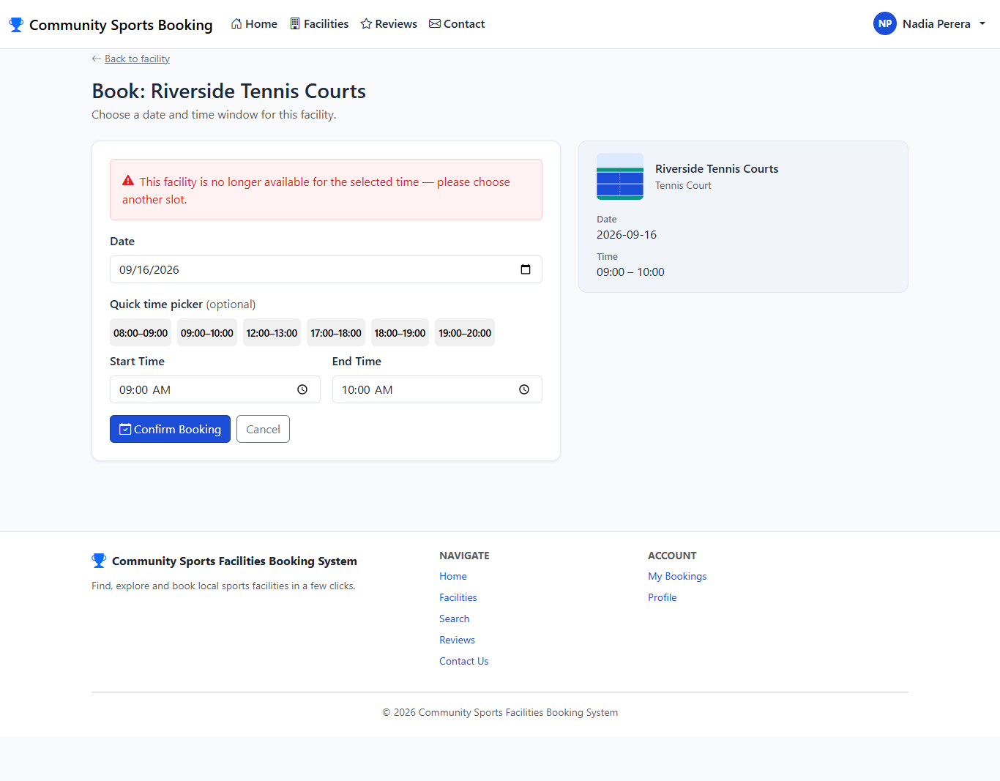 Community Sports Booking
Home
Facilities
Reviews
Contact
NP
Nadia Perera
Back to facility
Book: Riverside Tennis Courts
Choose a date and time window for this facility.
This facility is no longer available for the selected time — please choose
another slot.
Date
09/16/2026
Quick time picker (optional)
08:00–09:00
09:00–10:00
12:00–13:00
17:00–18:00
18:00–19:00
19:00–20:00
Start Time
End Time
09:00 AM
10:00 AM
Confirm Booking
Cancel
Riverside Tennis Courts
Tennis Court
Date
2026-09-16
Time
09:00 – 10:00
Community Sports Facilities Booking System
Find, explore and book local sports facilities in a few clicks.
NAVIGATE
Home
Facilities
Search
Reviews
Contact Us
ACCOUNT
My Bookings
Profile
© 2026 Community Sports Facilities Booking System